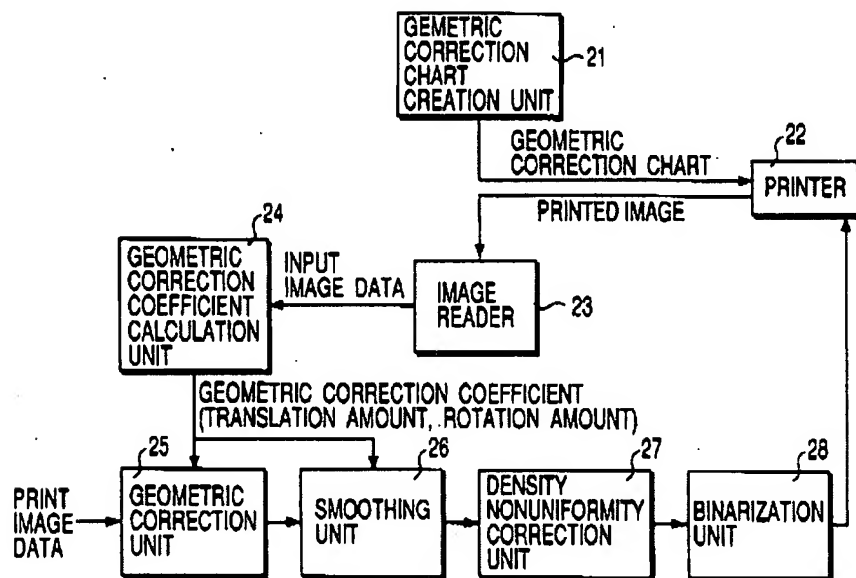 GEMETRIC
CORRECTION
CHART
CREATION UNIT
21
GEOMETRIC
CORRECTION CHART
22
PRINTER
PRINTED IMAGE
24
GEOMETRIC
CORRECTION
COEFFICIENT
CALCULATION
UNIT
INPUT
IMAGE DATA
IMAGE
READER
23
GEOMETRIC CORRECTION COEFFICIENT
(TRANSLATION AMOUNT, ROTATION AMOUNT)
25
26
27
28
PRINT
IMAGE
DATA
GEOMETRIC
CORRECTION
UNIT
SMOOTHING
UNIT
DENSITY
NONUNIFORMITY
CORRECTION
UNIT
BINARIZATION
UNIT